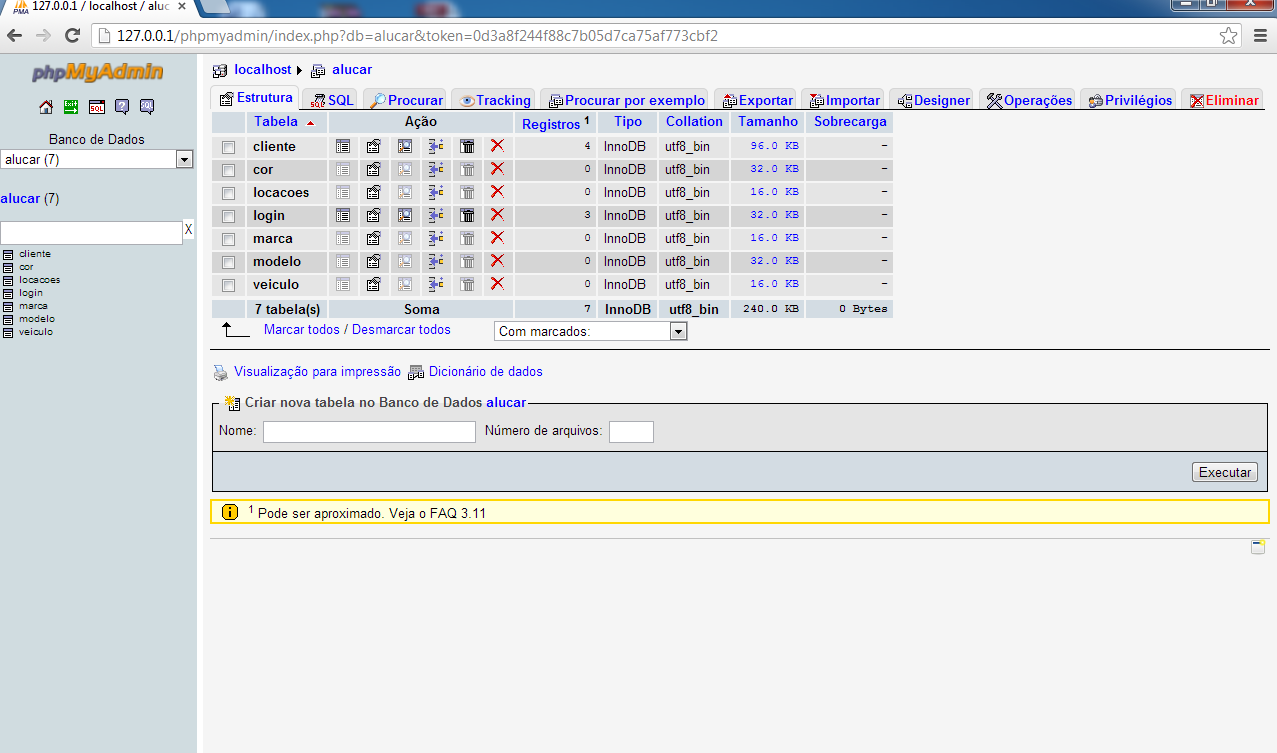 127.0.0.1 / localhost / aluc
127.0.0.1/phpmyadmin/index.php?db=alucar&token=0d3a8f244f88c7b05d7ca75af773cbf2
phpMyAdmin
Banco de Dados
alucar (7)
alucar (7)
X
cliente
cor
locacoes
login
marca
modelo
veiculo
localhost alucar
Estrutura SQL Procurar Tracking Procurar por exemplo Exportar Importar Designer Operações Privilégios Eliminar
Tabela Ação Registros 1 Tipo Collation Tamanho Sobrecarga
cliente 4 InnoDB utf8_bin 96.0 KB -
cor 0 InnoDB utf8_bin 32.0 KB -
locacoes 0 InnoDB utf8_bin 16.0 KB -
login 3 InnoDB utf8_bin 32.0 KB -
marca 0 InnoDB utf8_bin 16.0 KB -
modelo 0 InnoDB utf8_bin 32.0 KB -
veiculo 0 InnoDB utf8_bin 16.0 KB -
7 tabela(s) Soma 7 InnoDB utf8_bin 240.0 KB 0 Bytes
Marcar todos / Desmarcar todos Com marcados:
Visualização para impressão Dicionário de dados
Criar nova tabela no Banco de Dados alucar
Nome: Número de arquivos:
Executar
1 Pode ser aproximado. Veja o FAQ 3.11